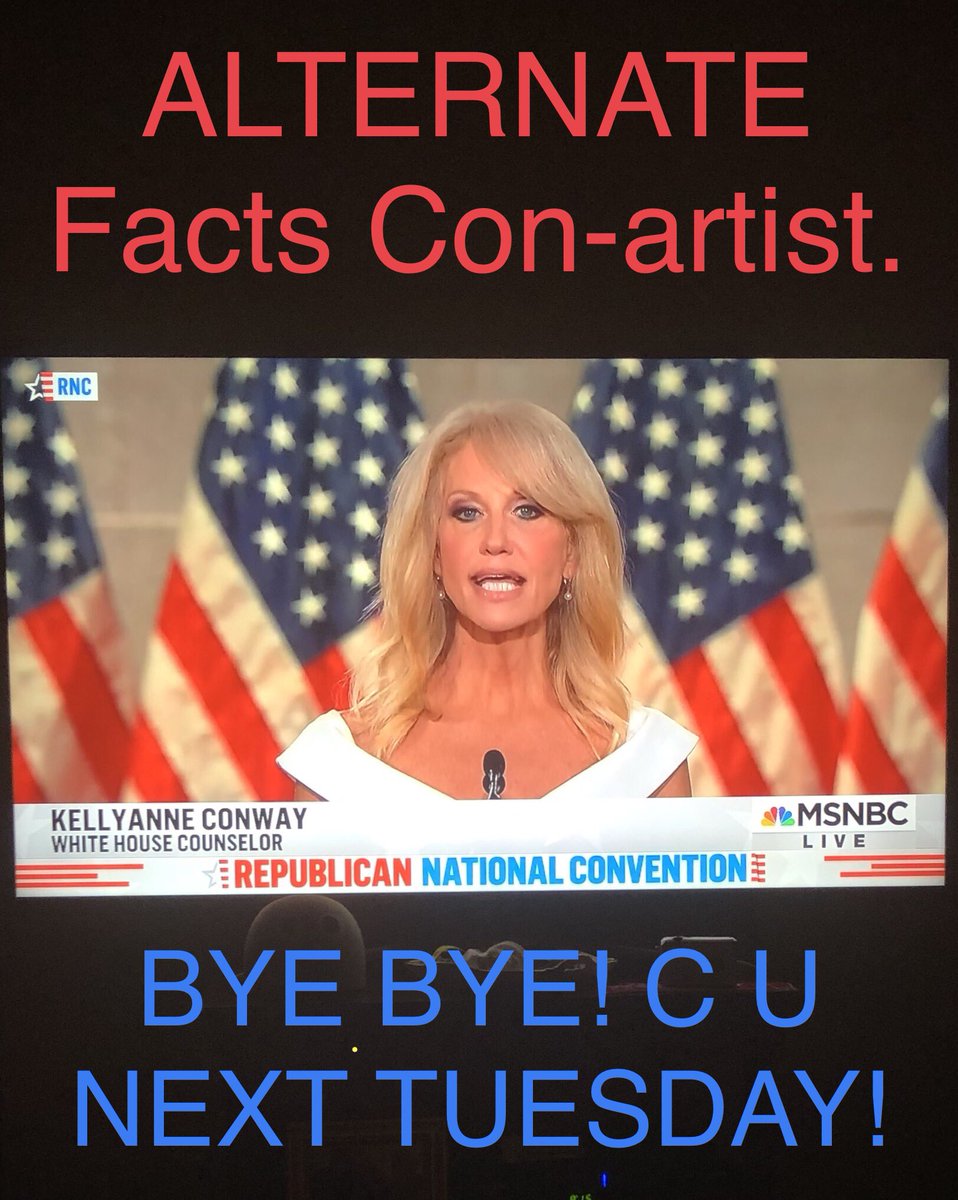 ALTERNATE
Facts Con-artist.
RNC
KELLYANNE CONWAY
WHITE HOUSE COUNSELOR
MSNBC
LIVE
REPUBLICAN NATIONAL CONVENTION
BYE BYE! C U
NEXT TUESDAY!